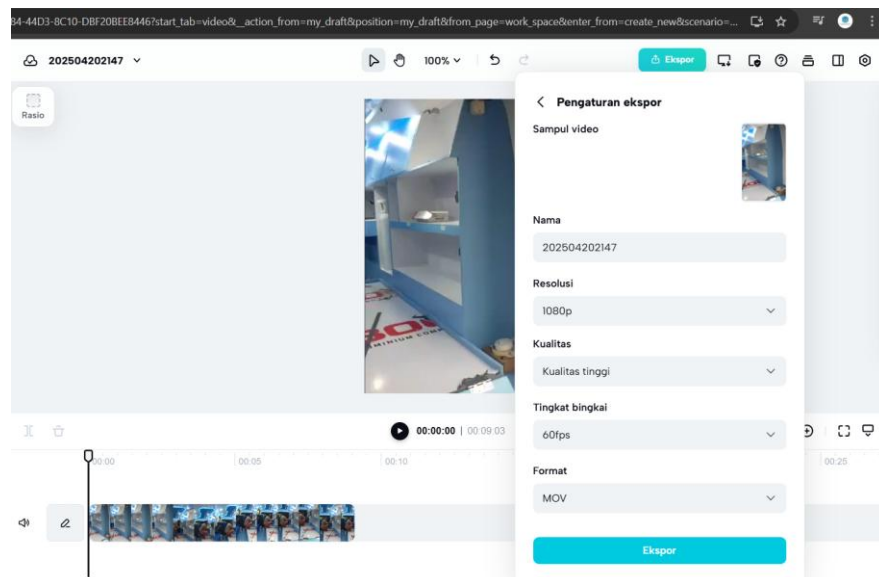 44D3-8C10-DBF20BEE8446?start_tab=video&_action_from=my_draft&position=my_draft&from_page=work_space&enter_from=create_new&scenario=...
202504202147
100%
Ekspor
Rasio
Pengaturan ekspor
Sampul video
Nama
202504202147
Resolusi
1080p
Kualitas
Kualitas tinggi
Tingkat bingkai
60fps
Format
MOV
Ekspor
00:00:00 | 00:09:03
00:00
00:05
00:10
00:25